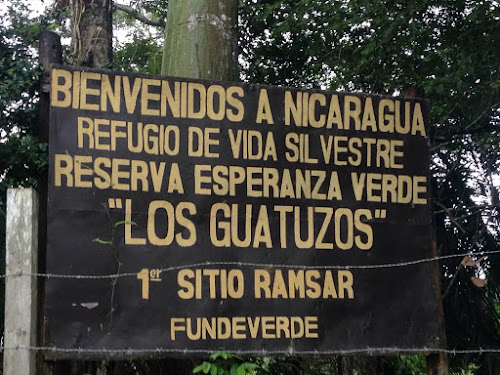 BIENVENIDOS A NICARAGUA
REFUGIO DE VIDA SILVESTRE
RESERVA ESPERANZA VERDE
"LOS GUATUZOS"
1er SITIO RAMSAR
FUNDEVERDE